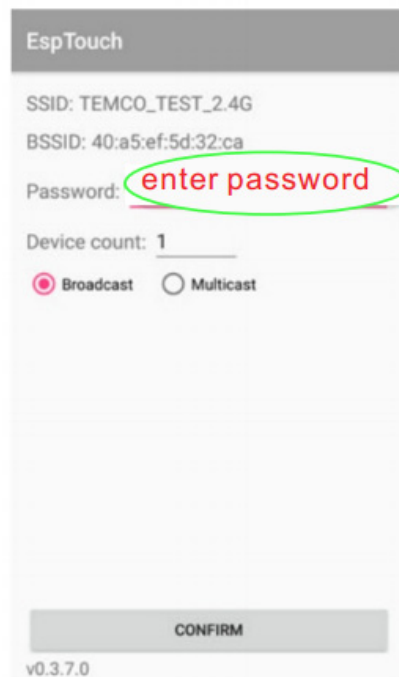 EspTouch
SSID: TEMCO_TEST_2.4G
BSSID: 40:a5:ef:5d:32:ca
Password: enter password
Device count: 1
Broadcast Multicast
CONFIRM
v0.3.7.0